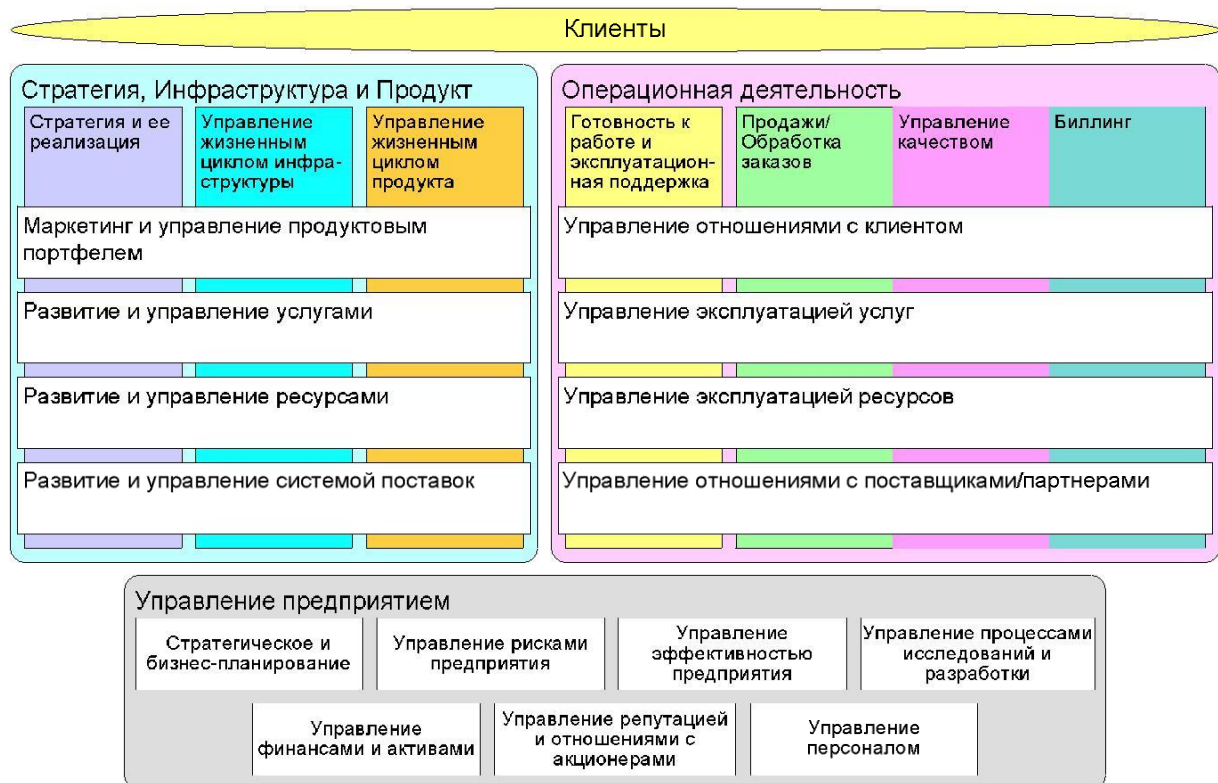 Клиенты
Стратегия, Инфраструктура и Продукт
Стратегия и ее
реализация
Управление
жизненным
циклом инфра-
структуры
Управление
жизненным
циклом
продукта
Маркетинг и управление продуктовым
портфелем
Развитие и управление услугами
Развитие и управление ресурсами
Развитие и управление системой поставок
Операционная деятельность
Готовность к
работе и
эксплуатацион-
ная поддержка
Продажи/
Обработка
заказов
Управление
качеством
Биллинг
Управление отношениями с клиентом
Управление эксплуатацией услуг
Управление эксплуатацией ресурсов
Управление отношениями с поставщиками/партнерами
Управление предприятием
Стратегическое и
бизнес-планирование
Управление рисками
предприятия
Управление
эффективностью
предприятия
Управление процессами
исследований и
разработки
Управление
финансами и активами
Управление репутацией
и отношениями с
акционерами
Управление
персоналом